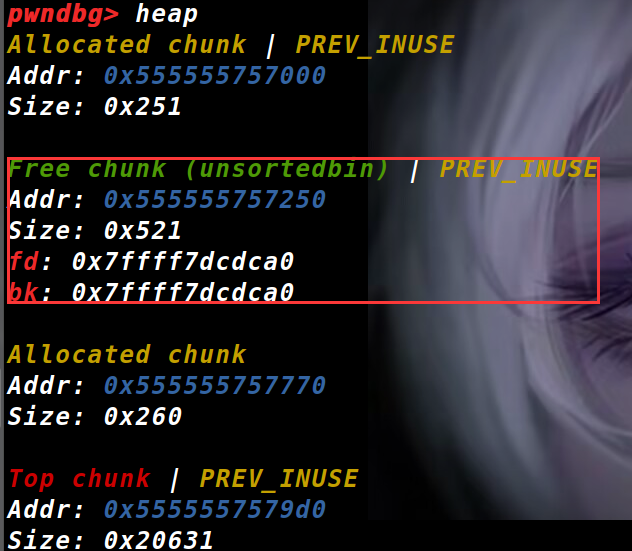 pwndbg> heap
Allocated chunk | PREV_INUSE
Addr: 0x555555757000
Size: 0x251
Free chunk (unsortedbin) | PREV_INUSE
Addr: 0x555555757250
Size: 0x521
fd: 0x7ffff7dcdca0
bk: 0x7ffff7dcdca0
Allocated chunk
Addr: 0x555555757770
Size: 0x260
Top chunk | PREV_INUSE
Addr: 0x5555557579d0
Size: 0x20631